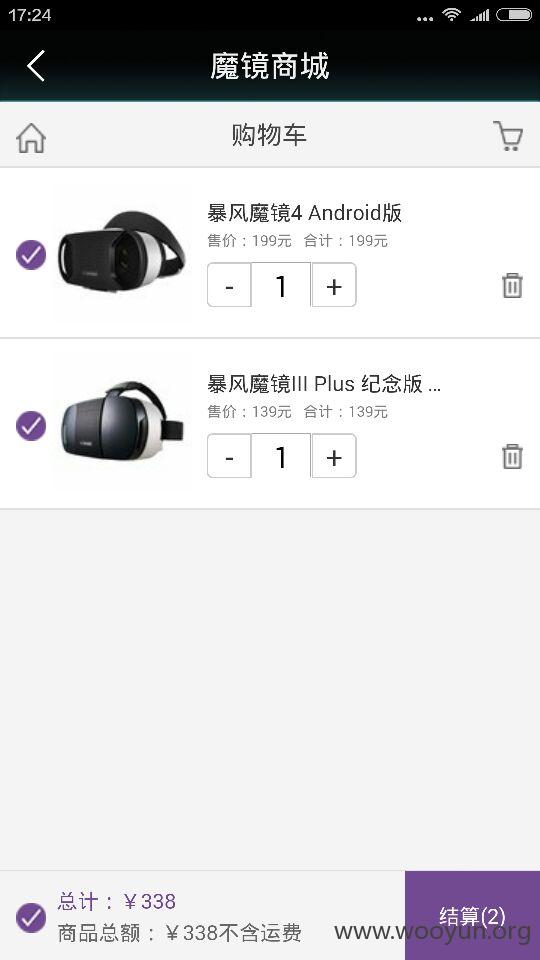 17:24
魔镜商城
购物车
暴风魔镜4 Android版
售价：199元 合计：199元
- 1 +
暴风魔镜III Plus 纪念版 ...
售价：139元 合计：139元
- 1 +
总计：￥338
商品总额：￥338不含运费
结算(2)
www.wooyun.org